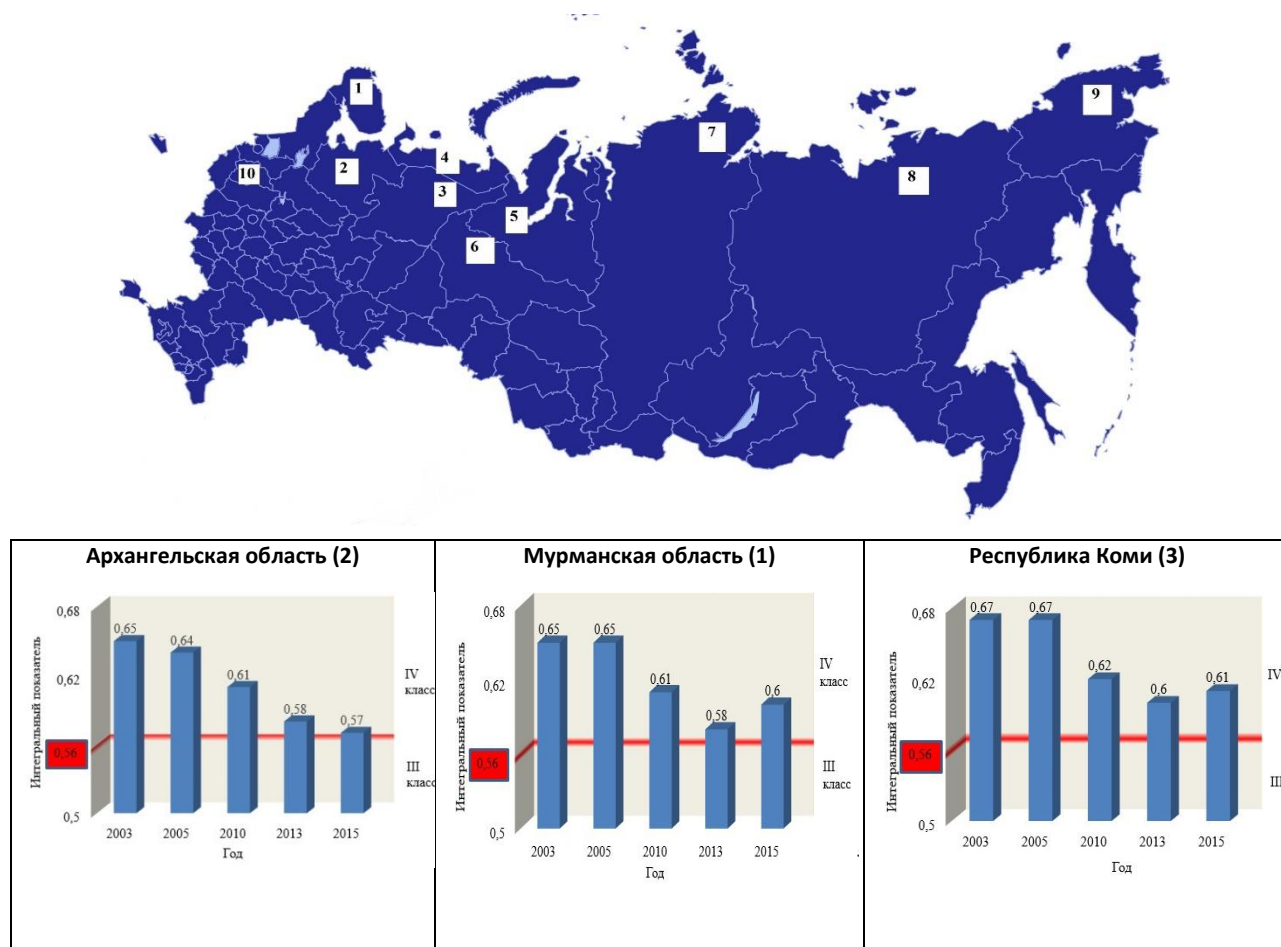 1
9
7
2
4
10
8
3
5
6
Архангельская область (2)
Интегральный показатель
0,68
0,62
0,56
0,5
0,65
0,64
0,61
0,58
0,57
IV
класс
III
класс
2003 2005 2010 2013 2015
Год
Мурманская область (1)
Интегральный показатель
0,68
0,62
0,56
0,5
0,65
0,65
0,61
0,58
0,6
IV
класс
III
класс
2003 2005 2010 2013 2015
Год
Республика Коми (3)
Интегральный показатель
0,68
0,62
0,56
0,5
0,67
0,67
0,62
0,6
0,61
IV
III
2003 2005 2010 2013 2015
Год